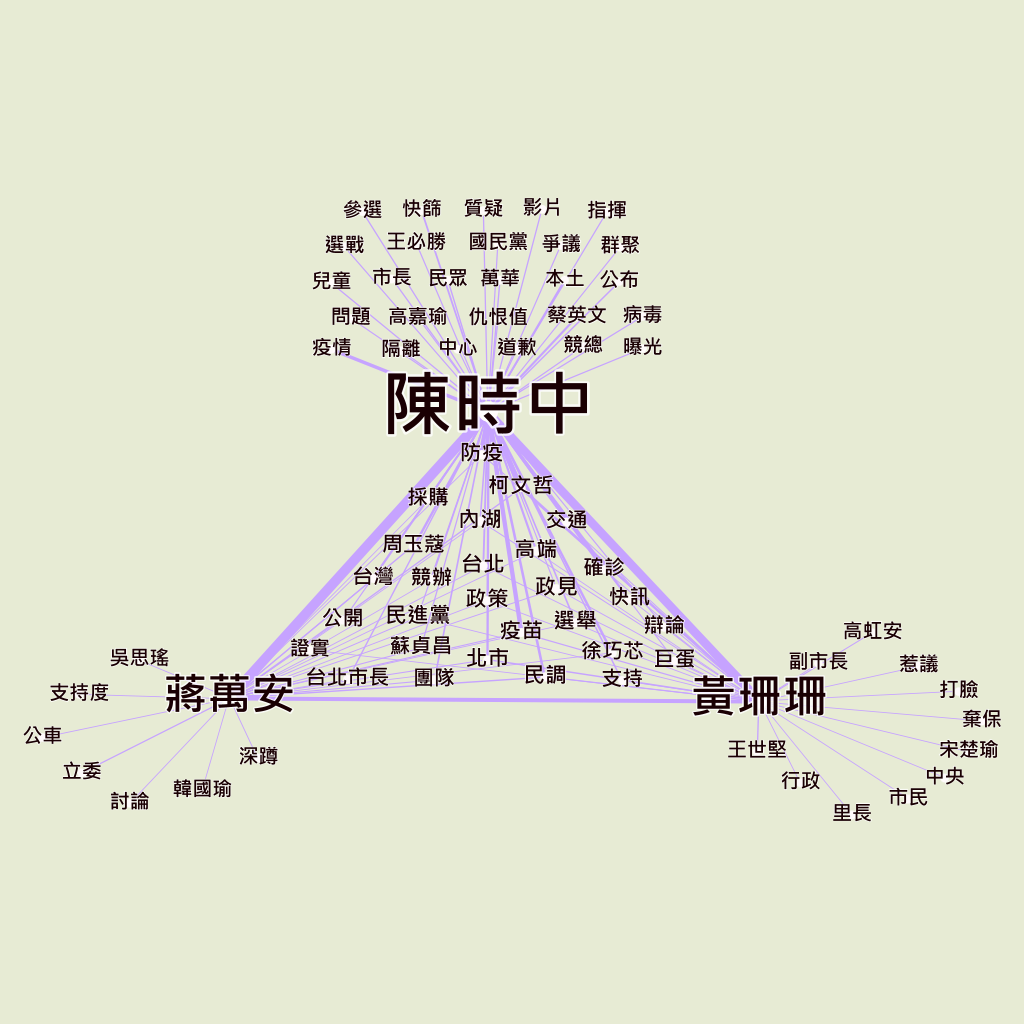 參選 快篩 質疑 影片 指揮
選戰 王必勝 國民黨 爭議 群聚
兒童 市長 民眾 萬華 本土 公布
問題 高嘉瑜 仇恨值 蔡英文 病毒
疫情 隔離 中心 道歉 競總 曝光
陳時中
防疫
柯文哲
採購
內湖 交通
周玉蔻 高端
台北 確診
台灣 競辦 政見
政策 快訊
公開 民進黨 選舉
疫苗 辯論
高虹安
證實 蘇貞昌 徐巧芯
吳思瑤 北市 巨蛋 副市長 惹議
台北市長 團隊 民調 支持
支持度 蔣萬安 黃珊珊 打臉
棄保
公車
深蹲 王世堅 宋楚瑜
立委 中央
韓國瑜 行政
討論 市民
里長